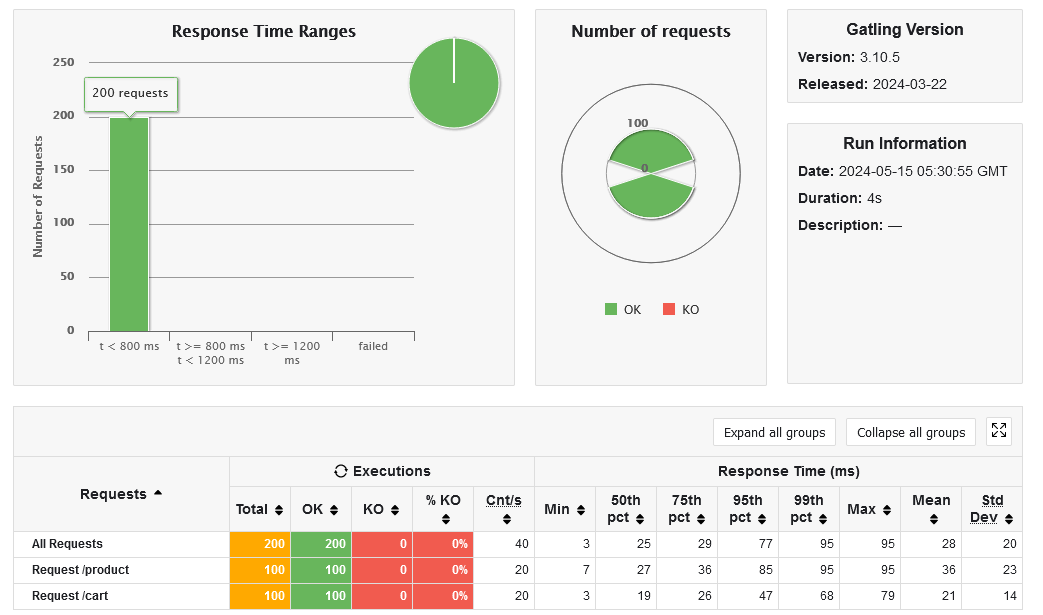 Response Time Ranges
250
200 requests
200
150
100
50
0
Number of Requests
t < 800 ms
t >= 800 ms
t < 1200 ms
t >= 1200
ms
failed
Number of requests
100
0
OK
KO
Gatling Version
Version: 3.10.5
Released: 2024-03-22
Run Information
Date: 2024-05-15 05:30:55 GMT
Duration: 4s
Description: —
Expand all groups
Collapse all groups
Requests
Executions
Response Time (ms)
Total
OK
KO
% KO
Cnt/s
Min
50th
pct
75th
pct
95th
pct
99th
pct
Max
Mean
Std
Dev
All Requests 200 200 0 0% 40 3 25 29 77 95 95 28 20
Request /product 100 100 0 0% 20 7 27 36 85 95 95 36 23
Request /cart 100 100 0 0% 20 3 19 26 47 68 79 21 14